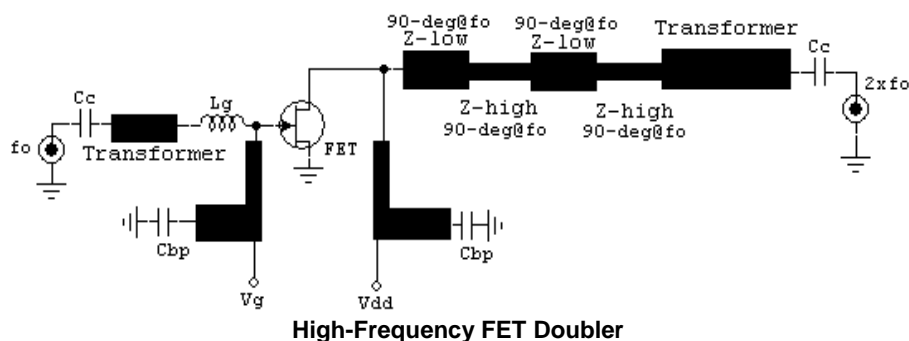 90-deg@fo
Z-low
90-deg@fo
Z-low
Transformer
Cc
2xfo
Cc
Lg
fo
Transformer
FET
Z-high
90-deg@fo
Z-high
90-deg@fo
Cbp
Cbp
Vg
Vdd
High-Frequency FET Doubler